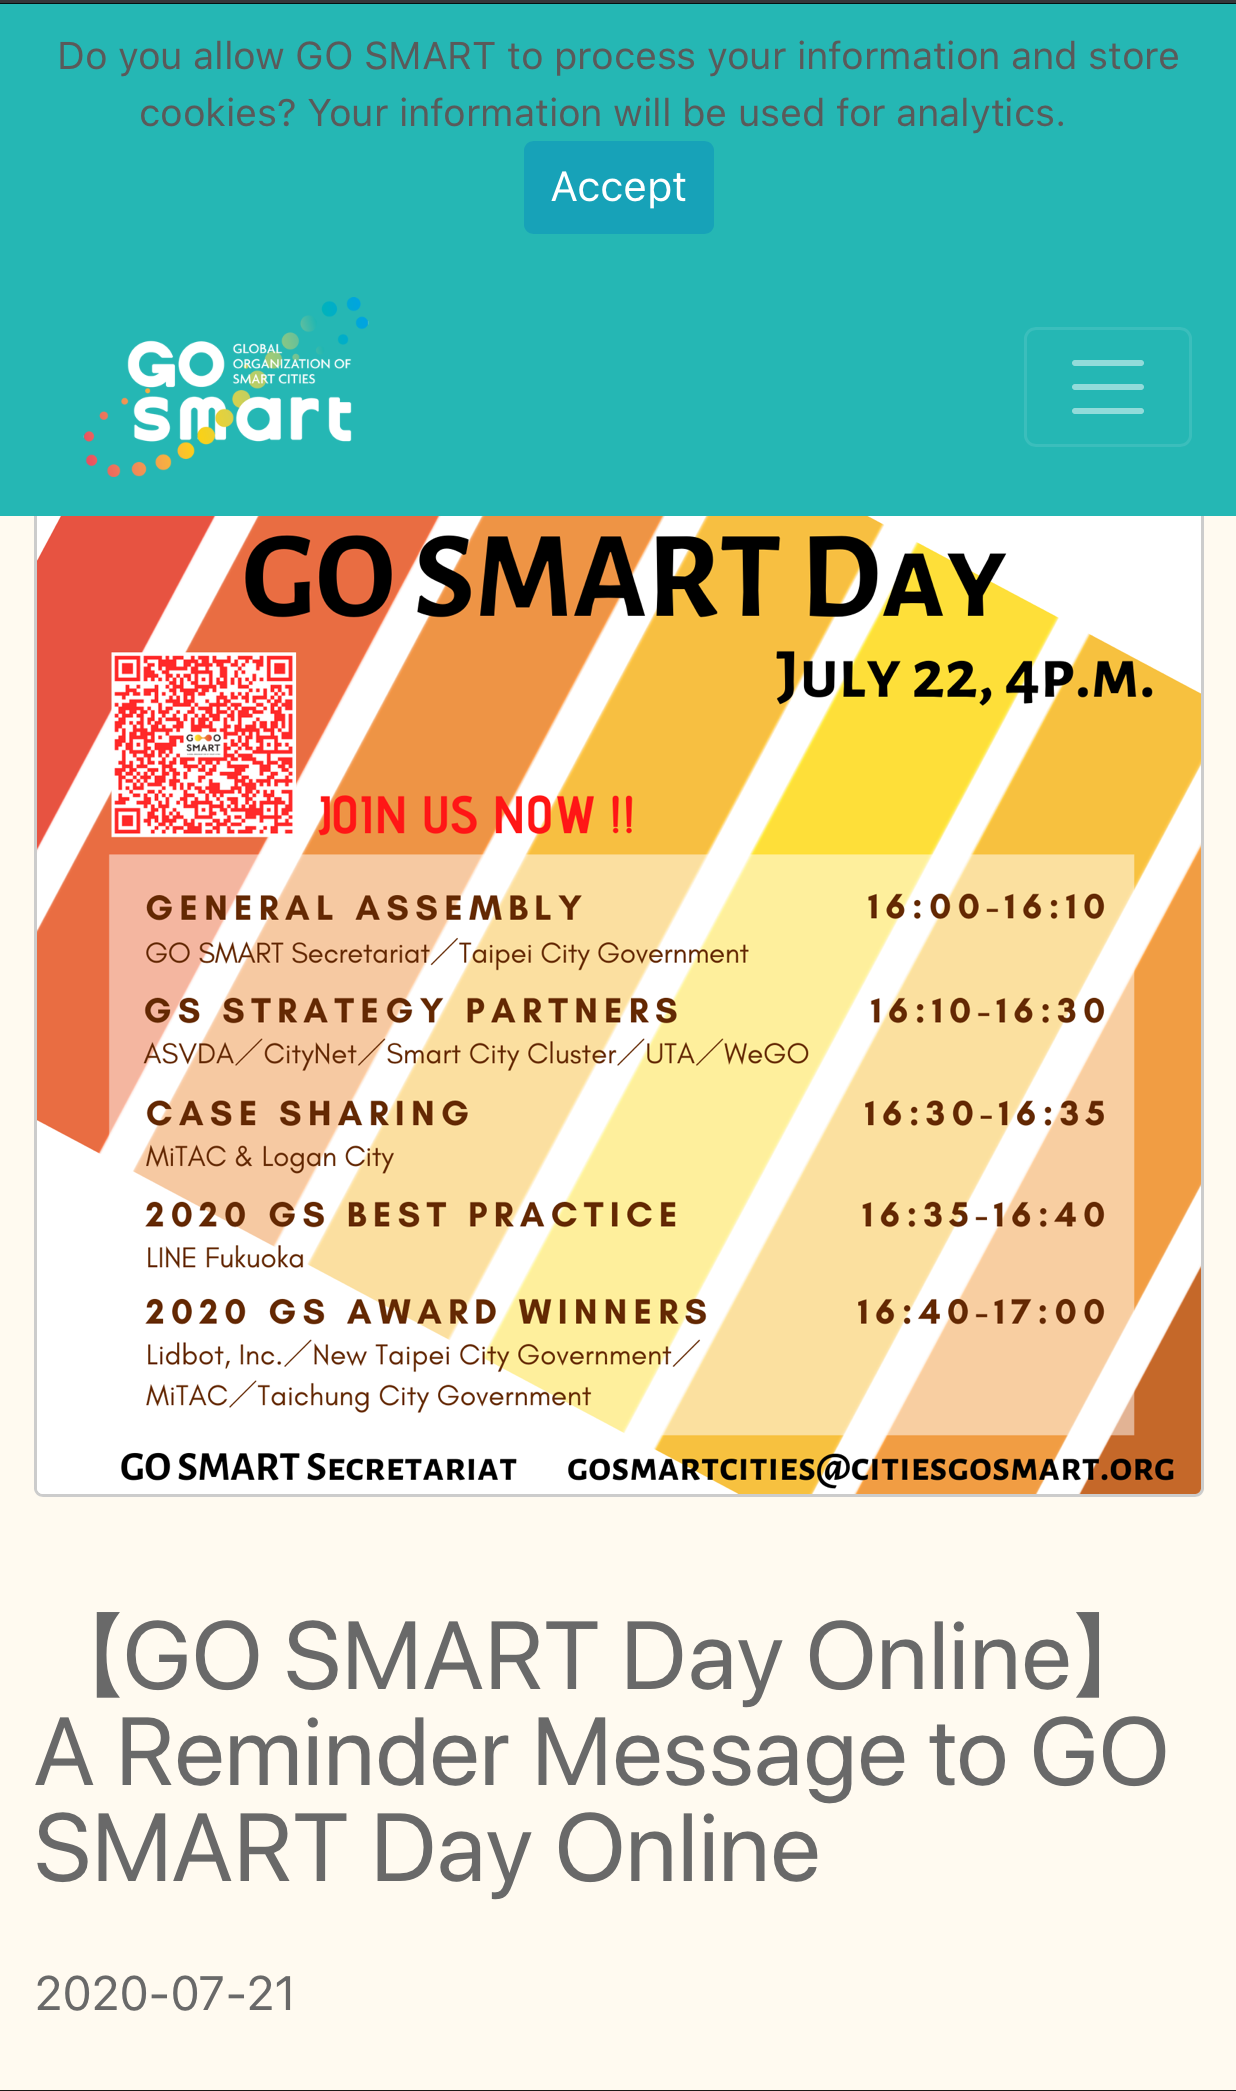 Do you allow GO SMART to process your information and store
cookies? Your information will be used for analytics.
Accept
GO
GLOBAL
ORGANIZATION OF
SMART CITIES
smart
GO SMART DAY
JULY 22, 4P.M.
GOO
SMART
JOIN US NOW !!
GENERAL ASSEMBLY 16:00-16:10
GO SMART Secretariat／Taipei City Government
GS STRATEGY PARTNERS 16:10-16:30
ASVDA／CityNet／Smart City Cluster／UTA／WeGO
CASE SHARING 16:30-16:35
MiTAC & Logan City
2020 GS BEST PRACTICE 16:35-16:40
LINE Fukuoka
2020 GS AWARD WINNERS 16:40-17:00
Lidbot, Inc.／New Taipei City Government／
MiTAC／Taichung City Government
GO SMART SECRETARIAT GOSMARTCITIES@CITIESGOSMART.ORG
【GO SMART Day Online】
A Reminder Message to GO
SMART Day Online
2020-07-21